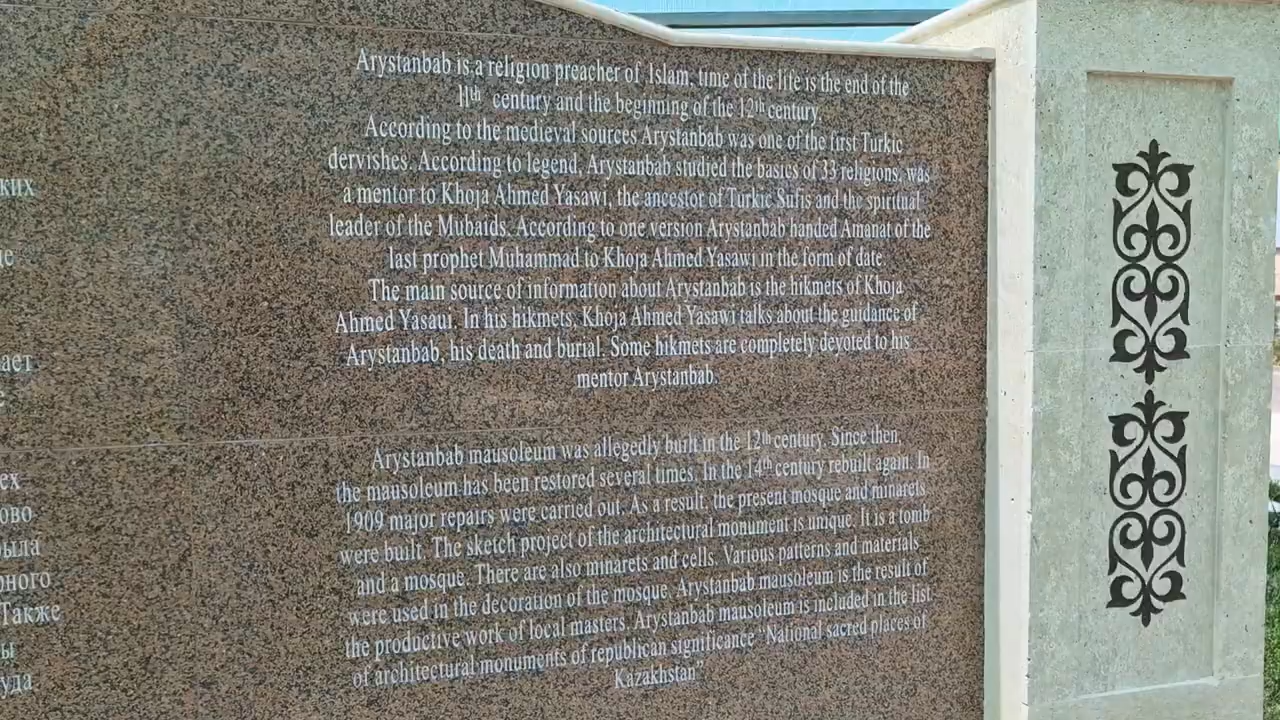 ких
де
ает
е
ех
ово
ыла
рного
Также
ы
уда
Arystanbab is a religion preacher of Islam, time of the life is the end of the
11th century and the beginning of the 12th century.
According to the medieval sources Arystanbab was one of the first Turkic
dervishes. According to legend, Arystanbab studied the basics of 33 religions, was
a mentor to Khoja Ahmed Yasawi, the ancestor of Turkic Sufis and the spiritual
leader of the Mubaids. According to one version Arystanbab handed Amanat of the
last prophet Muhammad to Khoja Ahmed Yasawi in the form of date.
The main source of information about Arystanbab is the hikmets of Khoja
Ahmed Yasaui. In his hikmets, Khoja Ahmed Yasawi talks about the guidance of
Arystanbab, his death and burial. Some hikmets are completely devoted to his
mentor Arystanbab.
Arystanbab mausoleum was allegedly built in the 12th century. Since then,
the mausoleum has been restored several times. In the 14th century rebuilt again. In
1909 major repairs were carried out. As a result, the present mosque and minarets
were built. The sketch project of the architectural monument is unique. It is a tomb
and a mosque. There are also minarets and cells. Various patterns and materials
were used in the decoration of the mosque. Arystanbab mausoleum is the result of
the productive work of local masters. Arystanbab mausoleum is included in the list
of architectural monuments of republican significance "National sacred places of
Kazakhstan"